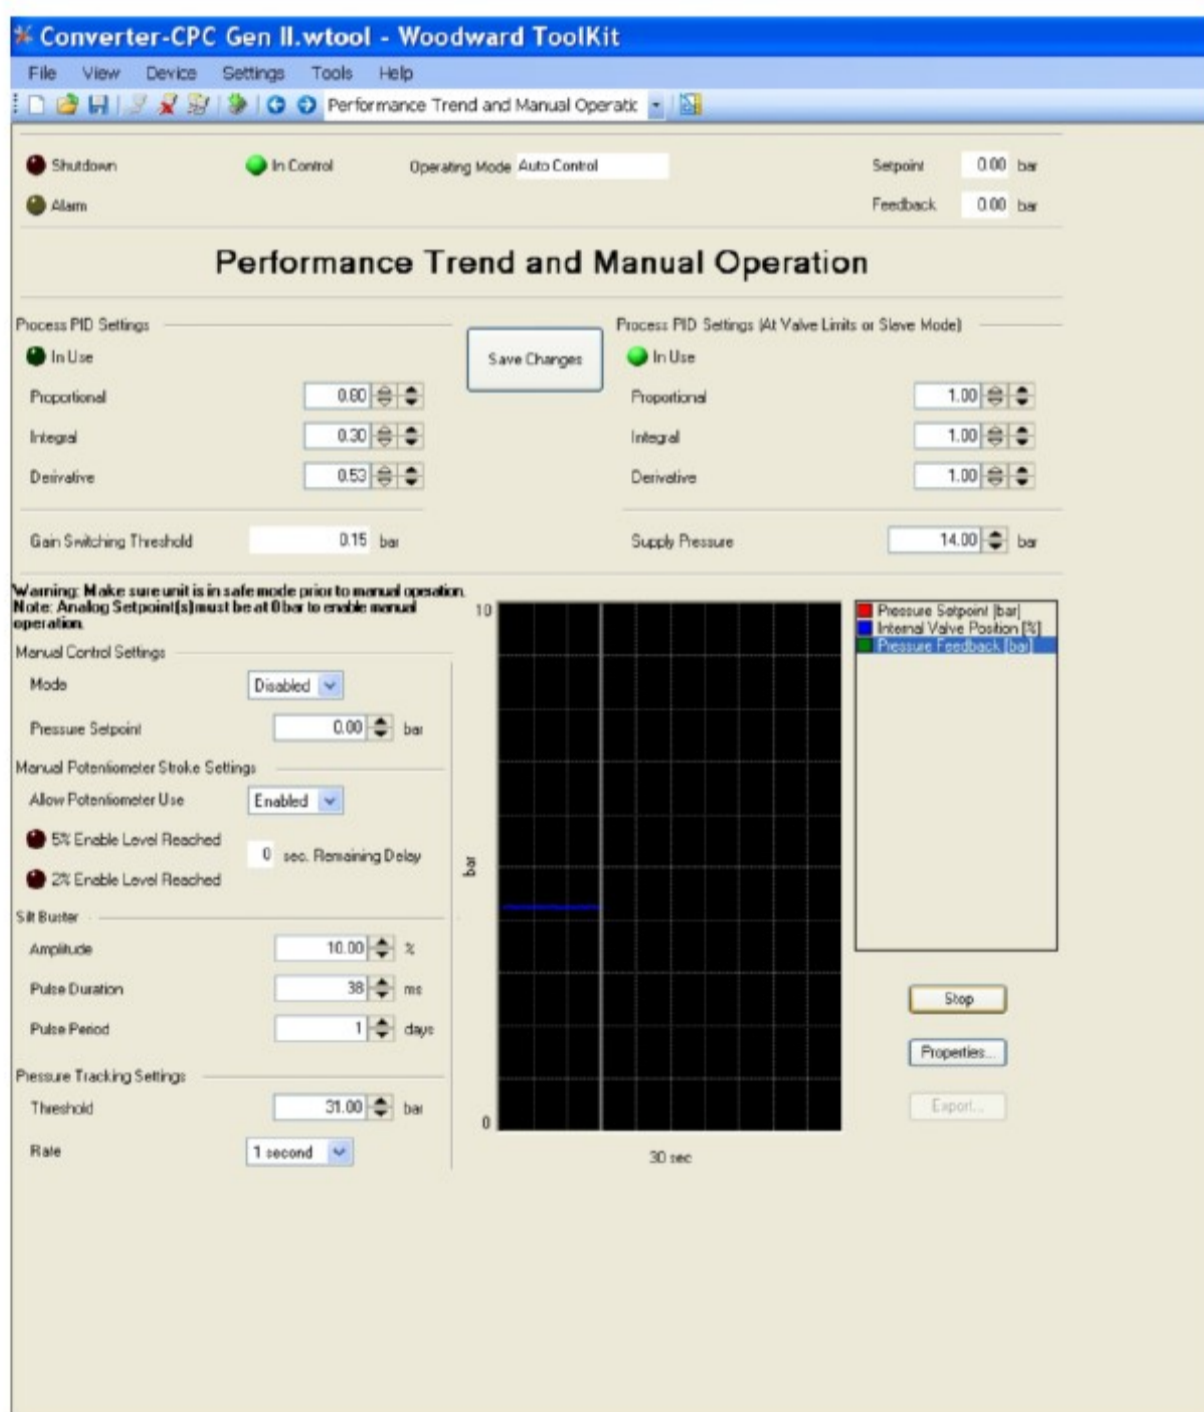 Converter-CPC Gen II.wtool - Woodward ToolKit
File View Device Settings Tools Help
Performance Trend and Manual Operatic
Shutdown In Control Operating Mode Auto Control Setpoint 0.00 bar
Alarm Feedback 0.00 bar
Performance Trend and Manual Operation
Process PID Settings
In Use
Proportional 0.80
Integral 0.30
Derivative 0.53
Gain Switching Threshold 0.15 bar
Save Changes
Process PID Settings (At Valve Limits or Slave Mode)
In Use
Proportional 1.00
Integral 1.00
Derivative 1.00
Supply Pressure 14.00 bar
Warning: Make sure unit is in safe mode prior to manual operation.
Note: Analog Setpoint(s) must be at 0 bar to enable manual
operation.
Manual Control Settings
Mode Disabled
Pressure Setpoint 0.00 bar
Manual Potentiometer Stroke Settings
Allow Potentiometer Use Enabled
5% Enable Level Reached
0 sec. Remaining Delay
2% Enable Level Reached
Silt Buster
Amplitude 10.00 %
Pulse Duration 38 ms
Pulse Period 1 days
Pressure Tracking Settings
Threshold 31.00 bar
Rate 1 second
10
bar
0
30 sec
Pressure Setpoint [bar]
Internal Valve Position [%]
Pressure Feedback [bar]
Stop
Properties...
Export...